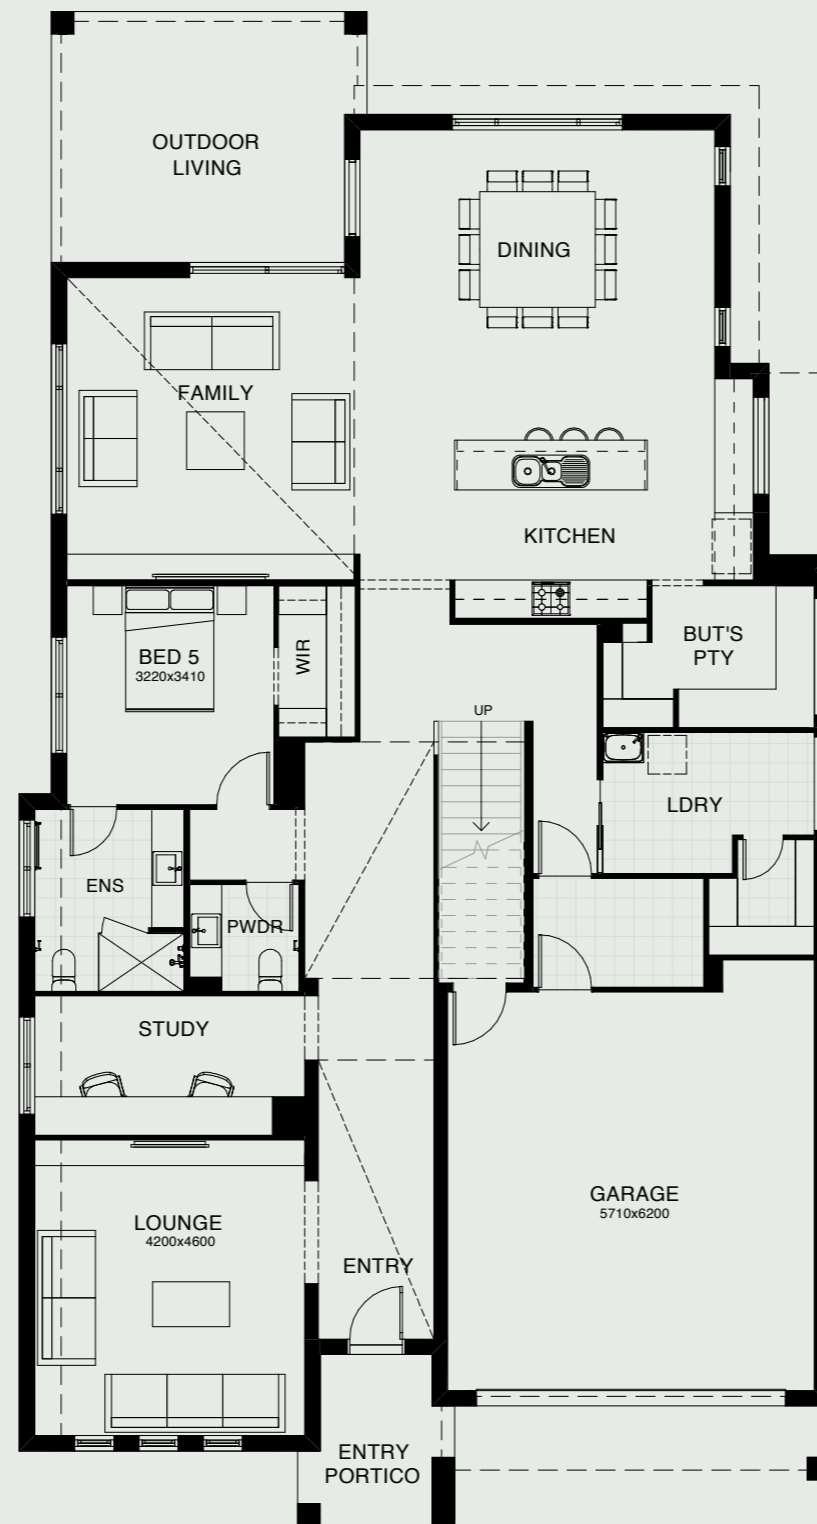 OUTDOOR
LIVING
DINING
FAMILY
KITCHEN
BED 5
3220x3410
WIR
BUT'S
PTY
UP
LDRY
ENS
PWDR
STUDY
GARAGE
5710x6200
LOUNGE
4200x4600
ENTRY
ENTRY
PORTICO